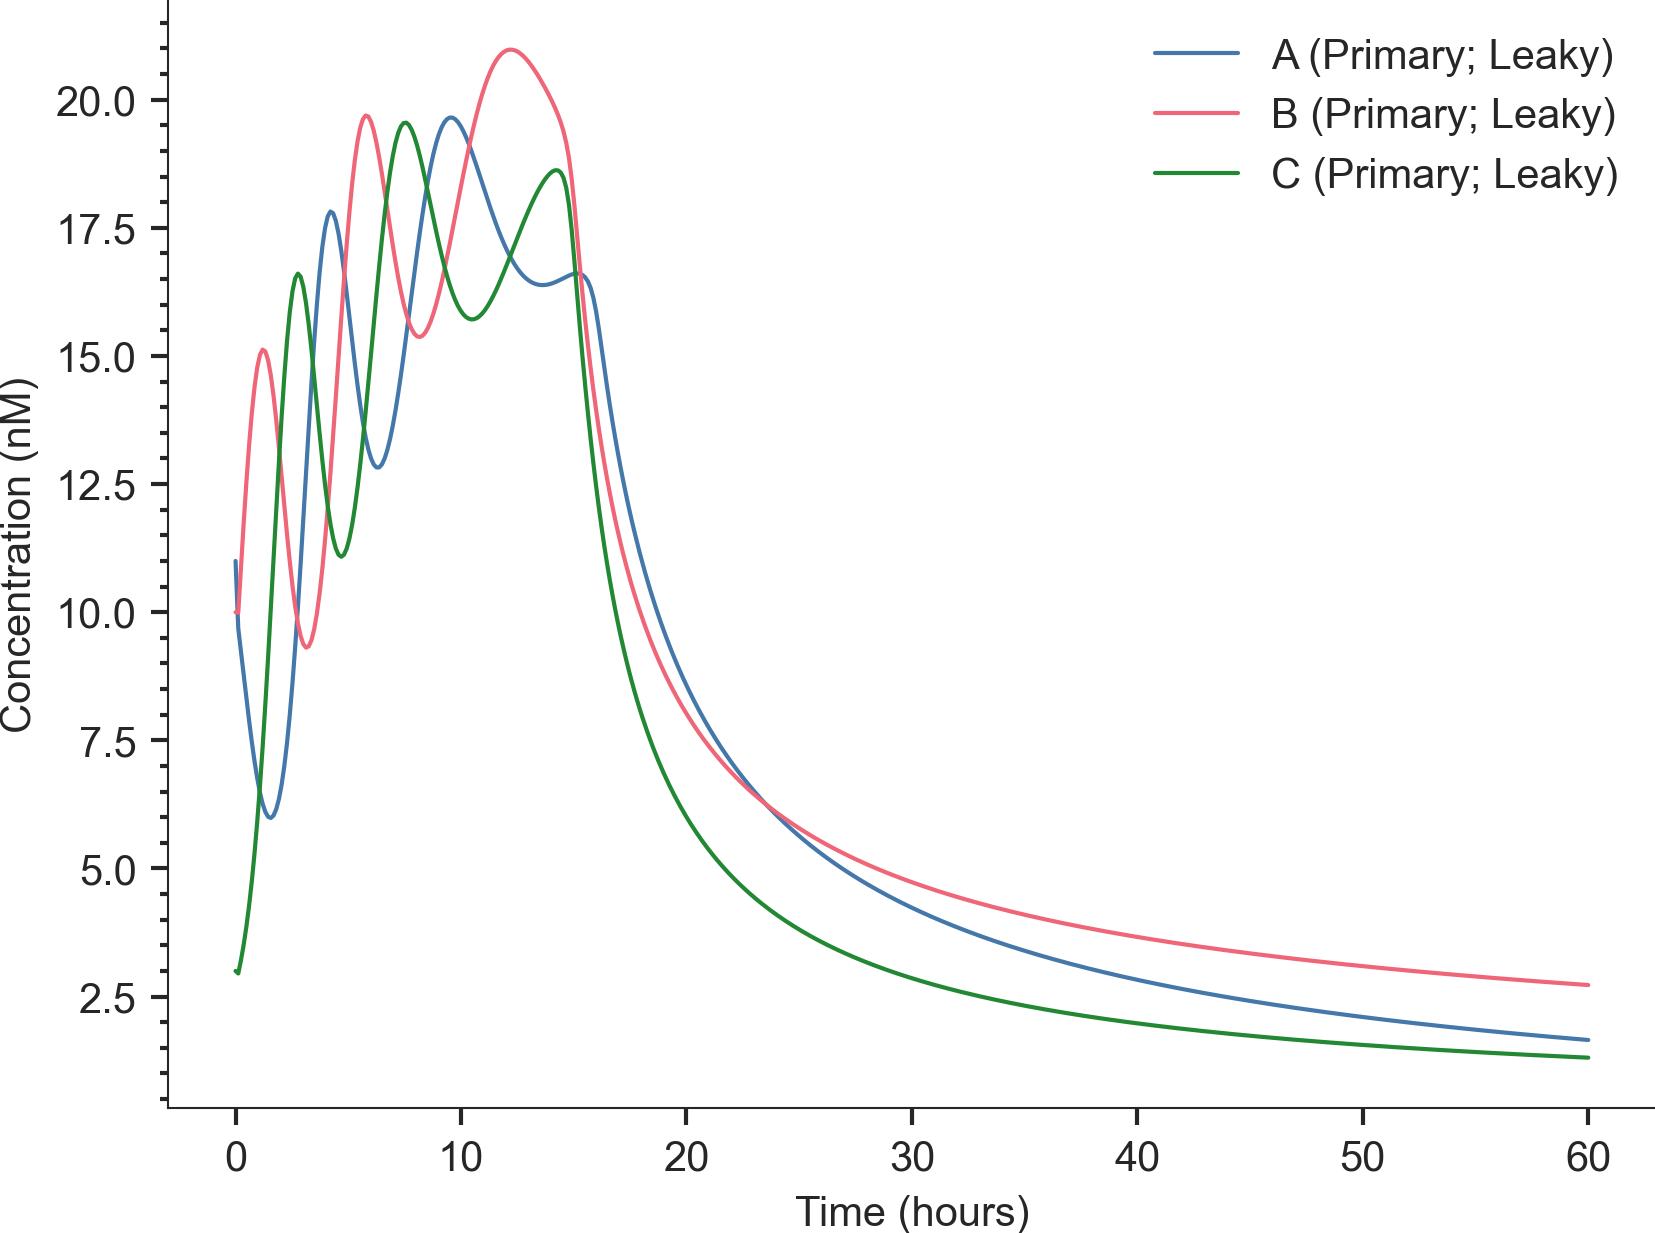 A (Primary; Leaky)
B (Primary; Leaky)
C (Primary; Leaky)
Concentration (nM)
20.0
17.5
15.0
12.5
10.0
7.5
5.0
2.5
0 10 20 30 40 50 60
Time (hours)